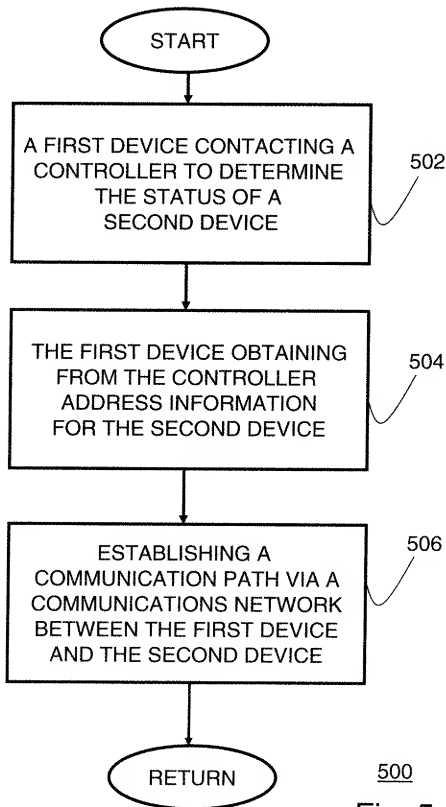 START
A FIRST DEVICE CONTACTING A
CONTROLLER TO DETERMINE
THE STATUS OF A
SECOND DEVICE
502
THE FIRST DEVICE OBTAINING
FROM THE CONTROLLER
ADDRESS INFORMATION
FOR THE SECOND DEVICE
504
ESTABLISHING A
COMMUNICATION PATH VIA A
COMMUNICATIONS NETWORK
BETWEEN THE FIRST DEVICE
AND THE SECOND DEVICE
506
RETURN
500